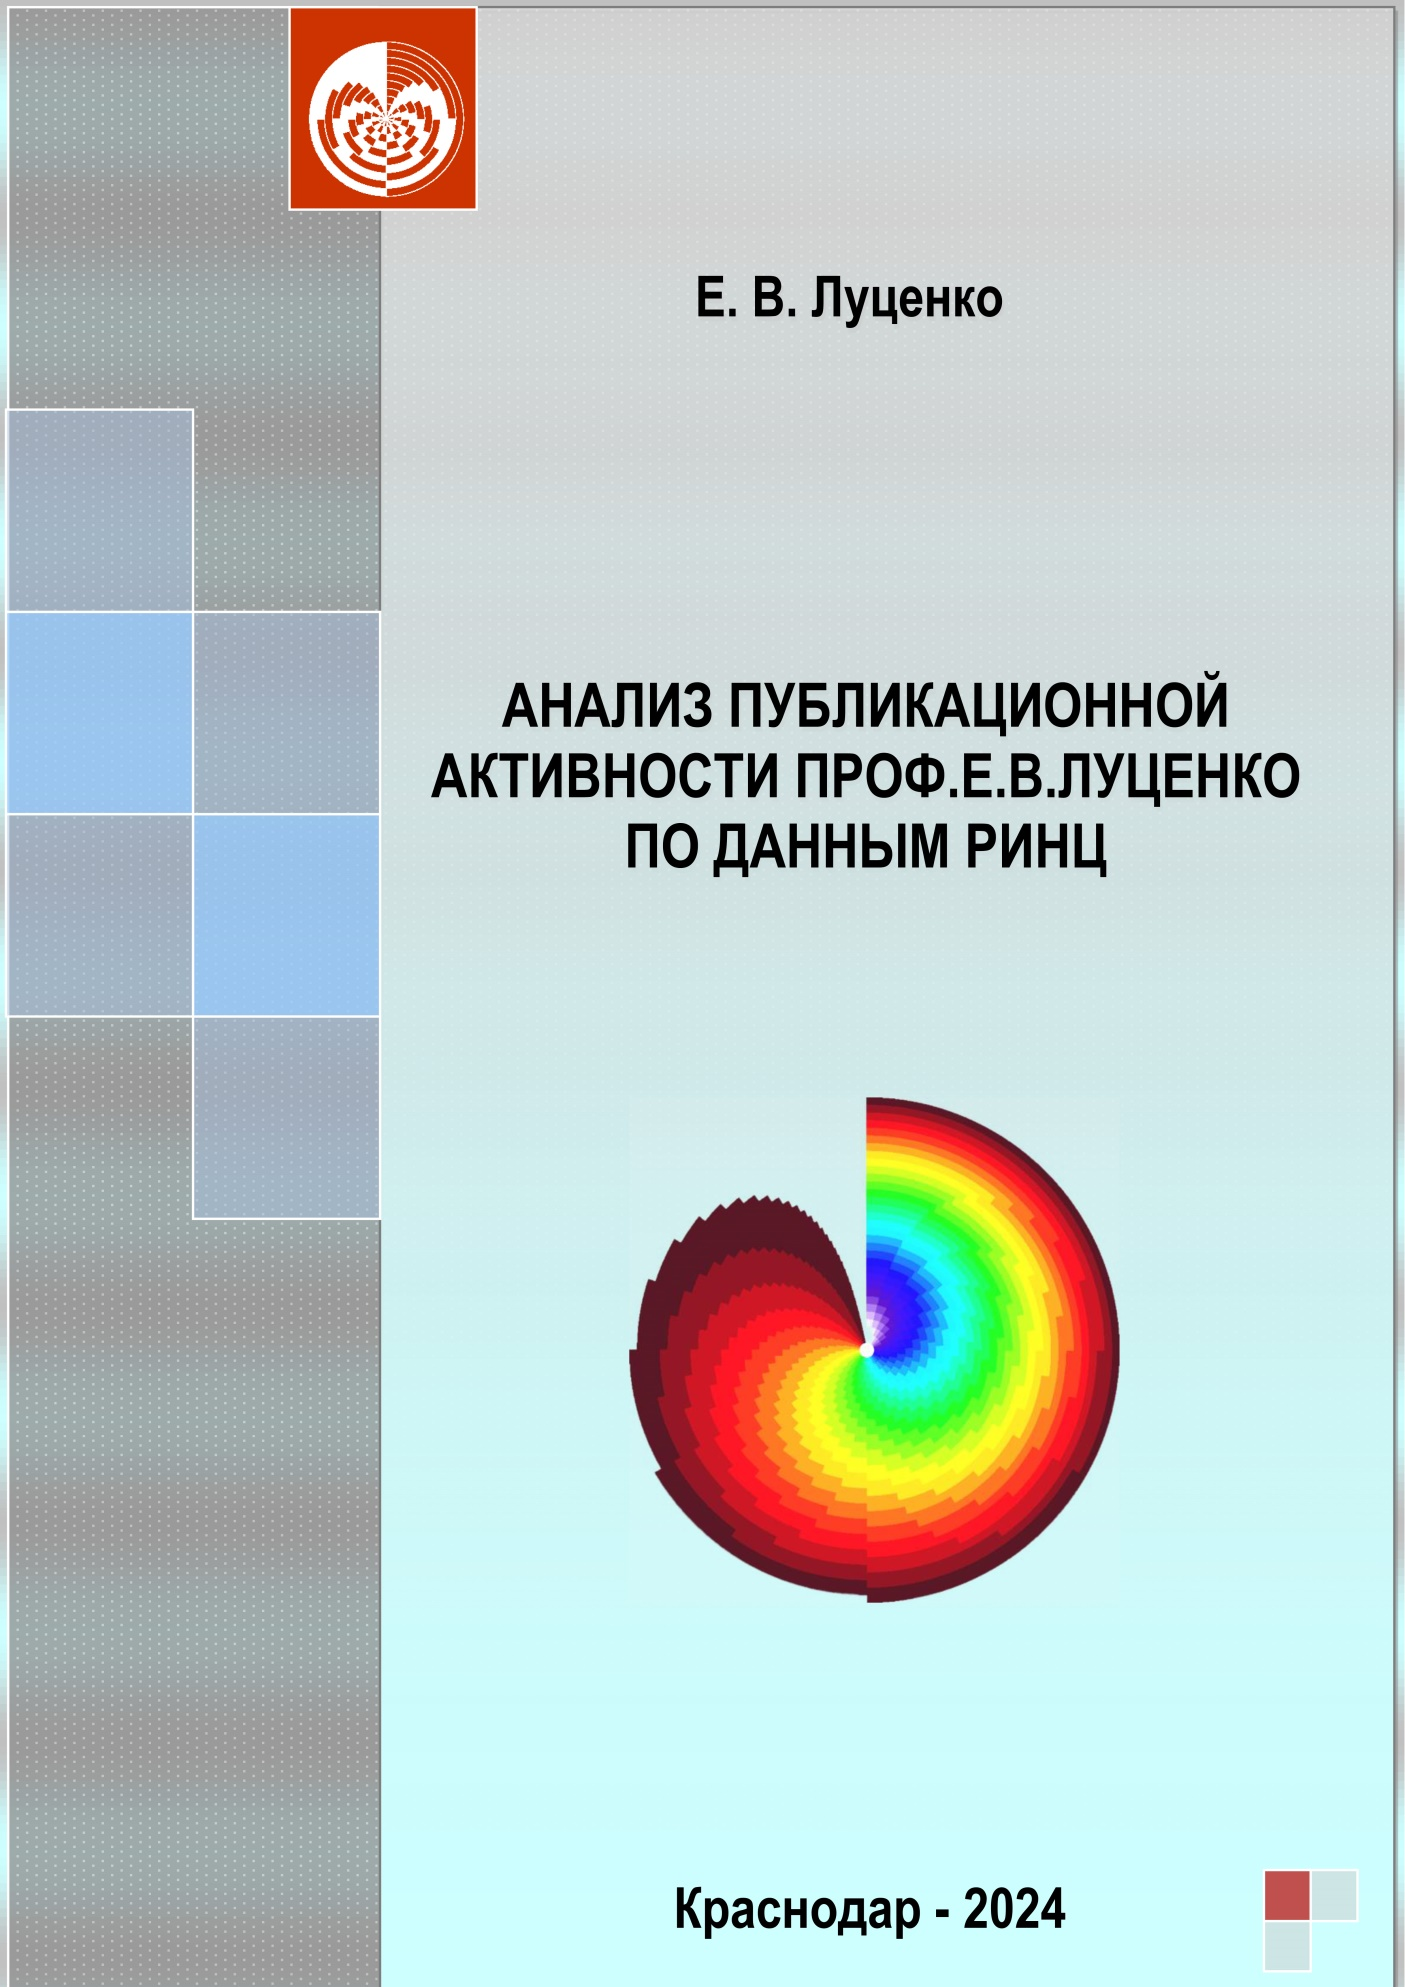 Е. В. Луценко
АНАЛИЗ ПУБЛИКАЦИОННОЙ
АКТИВНОСТИ ПРОФ.Е.В.ЛУЦЕНКО
ПО ДАННЫМ РИНЦ
Краснодар - 2024